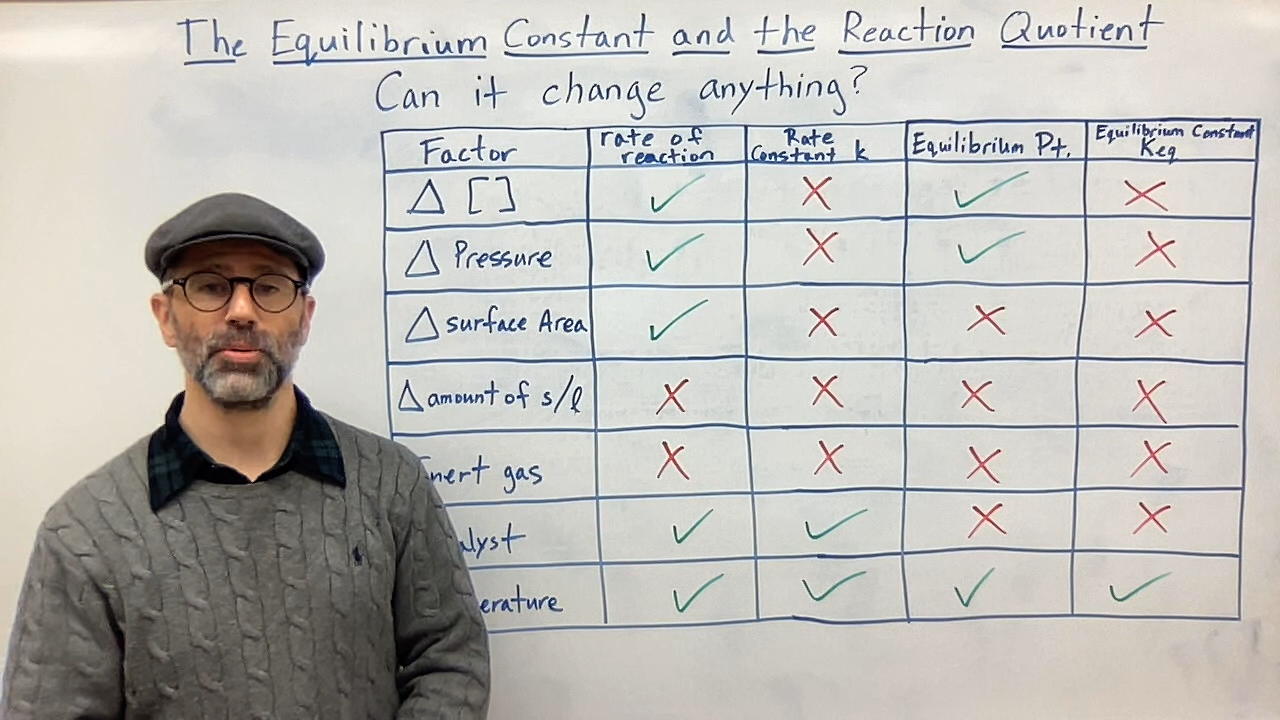 The Equilibrium Constant and the Reaction Quotient
Can it change anything?
Factor rate of reaction Rate Constant k Equilibrium Pt. Equilibrium Constant Keq
Δ [ ] ✓ X ✓ X
Δ Pressure ✓ X ✓ X
Δ surface Area ✓ X X X
Δ amount of s/l X X X X
nert gas X X X X
alyst ✓ ✓ X X
erature ✓ ✓ ✓ ✓